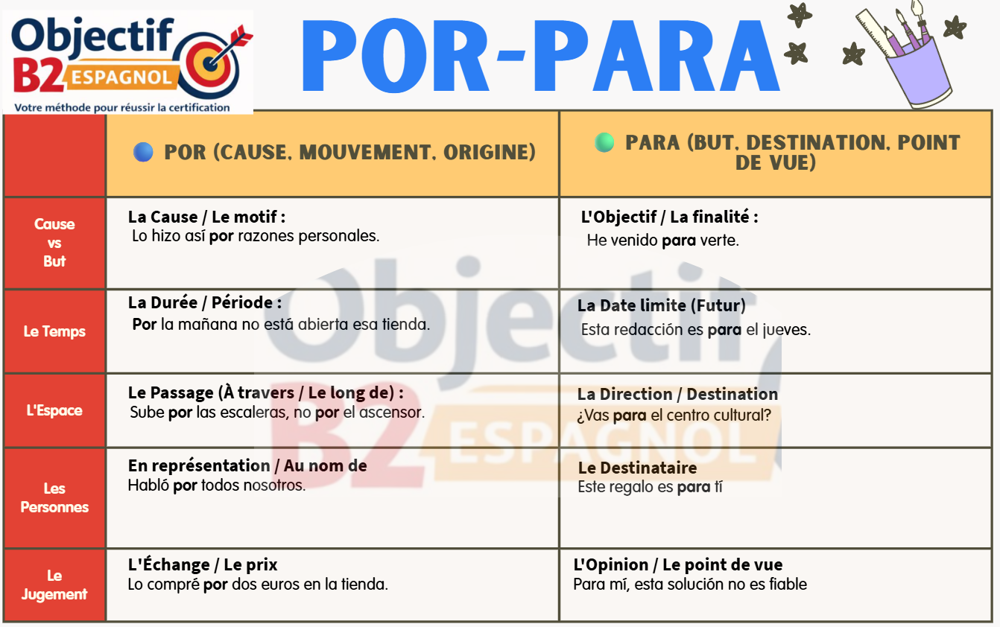 Objectif
B2 ESPAGNOL
Votre méthode pour réussir la certification
POR-PARA
POR (CAUSE, MOUVEMENT, ORIGINE)
PARA (BUT, DESTINATION, POINT
DE VUE)
Cause
vs
But
La Cause / Le motif :
Lo hizo así por razones personales.
L'Objectif / La finalité :
He venido para verte.
Le Temps
La Durée / Période :
Por la mañana no está abierta esa tienda.
La Date limite (Futur)
Esta redacción es para el jueves.
L'Espace
Le Passage (À travers / Le long de) :
Sube por las escaleras, no por el ascensor.
La Direction / Destination
¿Vas para el centro cultural?
Les
Personnes
En représentation / Au nom de
Habló por todos nosotros.
Le Destinataire
Este regalo es para tí
Le
Jugement
L'Échange / Le prix
Lo compré por dos euros en la tienda.
L'Opinion / Le point de vue
Para mí, esta solución no es fiable
Objectif
B2 ESPAGNOL